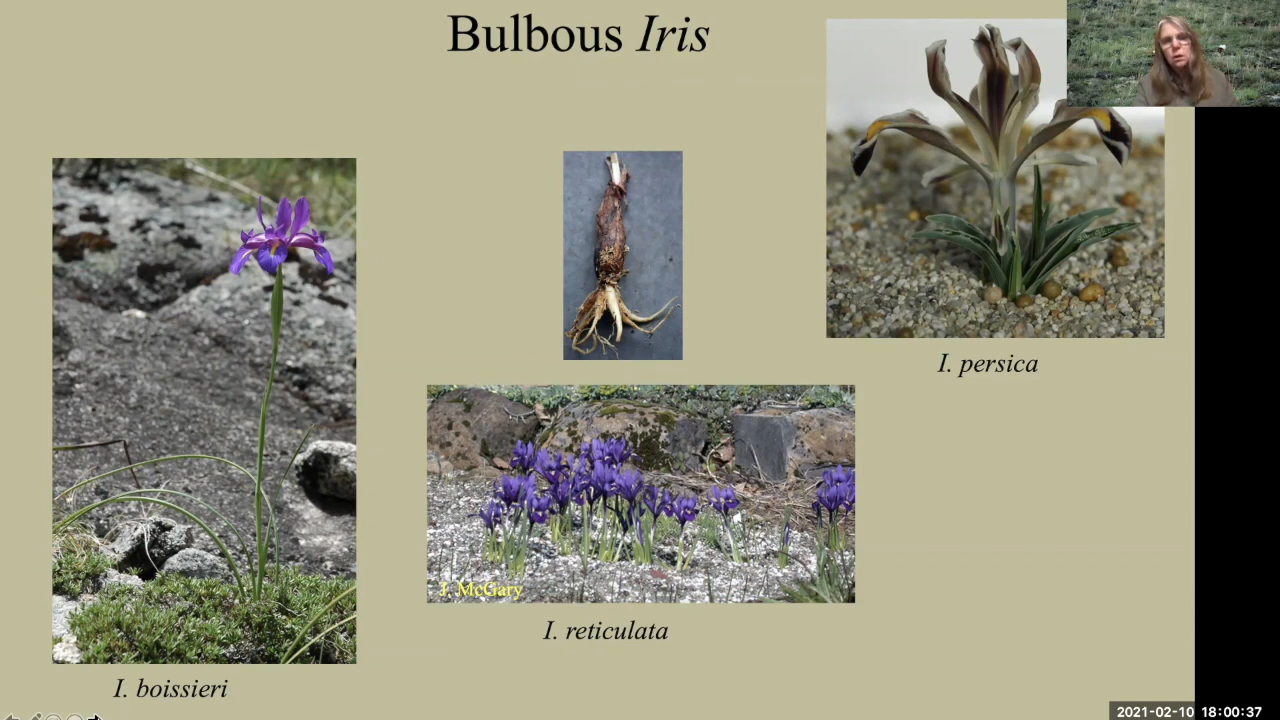 Bulbous Iris
I. persica
J. McGary
I. reticulata
I. boissieri
2021-02-10 18:00:37